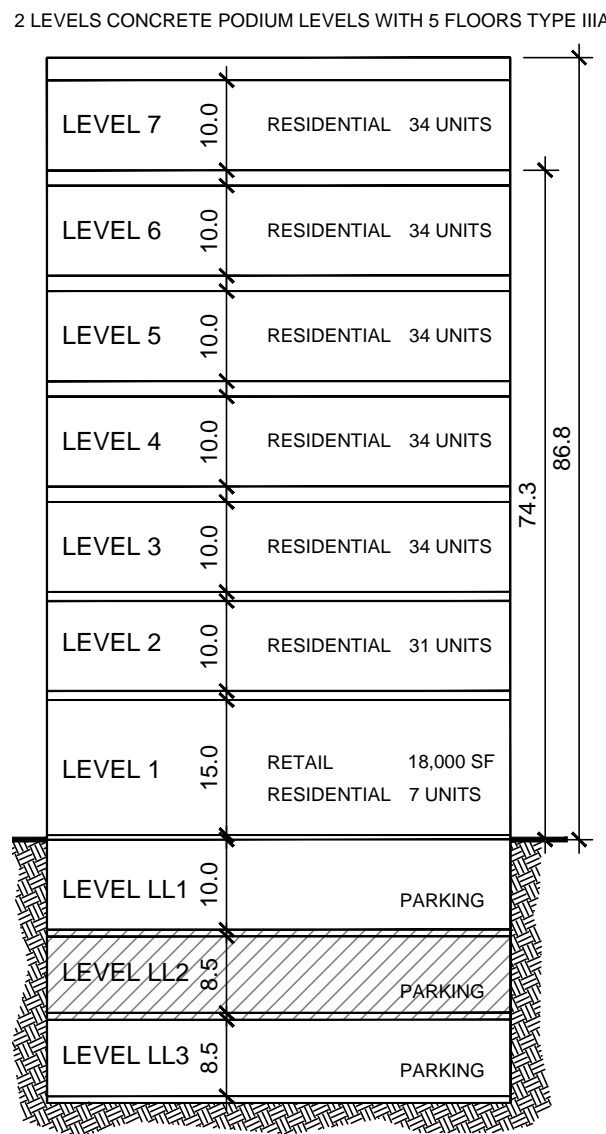 2 LEVELS CONCRETE PODIUM LEVELS WITH 5 FLOORS TYPE IIIA
LEVEL 7 10.0 RESIDENTIAL 34 UNITS
LEVEL 6 10.0 RESIDENTIAL 34 UNITS
LEVEL 5 10.0 RESIDENTIAL 34 UNITS
LEVEL 4 10.0 RESIDENTIAL 34 UNITS
86.8
74.3
LEVEL 3 10.0 RESIDENTIAL 34 UNITS
LEVEL 2 10.0 RESIDENTIAL 31 UNITS
LEVEL 1 15.0 RETAIL 18,000 SF
RESIDENTIAL 7 UNITS
LEVEL LL1 10.0 PARKING
LEVEL LL2 8.5 PARKING
LEVEL LL3 8.5 PARKING